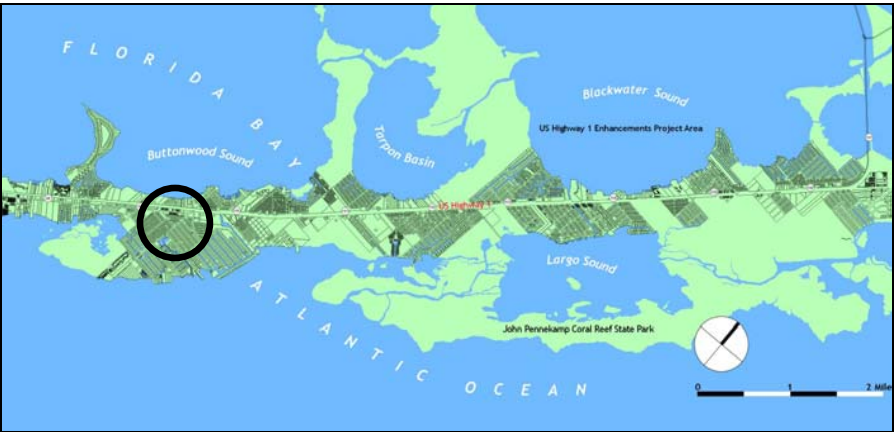 FLORIDA BAY
Blackwater Sound
US Highway 1 Enhancements Project Area
Tarpon Basin
Buttonwood Sound
US Highway 1
Largo Sound
ATLANTIC OCEAN
John Pennekamp Coral Reef State Park
0 1 2 Miles